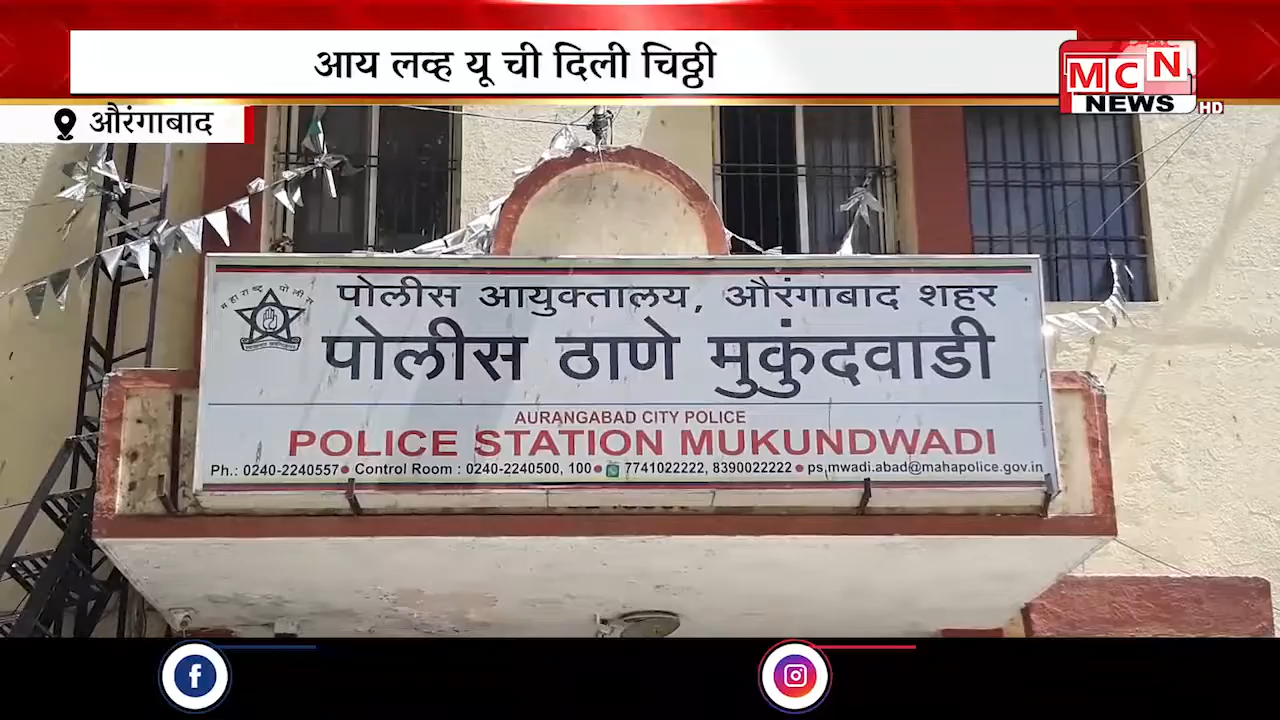 आय लव्ह यू ची दिली चिठ्ठी
MCN
NEWS HD
औरंगाबाद
महाराष्ट्र पोलीस
पोलीस आयुक्तालय, औरंगाबाद शहर
पोलीस ठाणे मुकुंदवाडी
AURANGABAD CITY POLICE
POLICE STATION MUKUNDWADI
Ph.: 0240-2240557 ● Control Room : 0240-2240500, 100 ● 7741022222, 8390022222 ● ps.mwadi.abad@mahapolice.gov.in